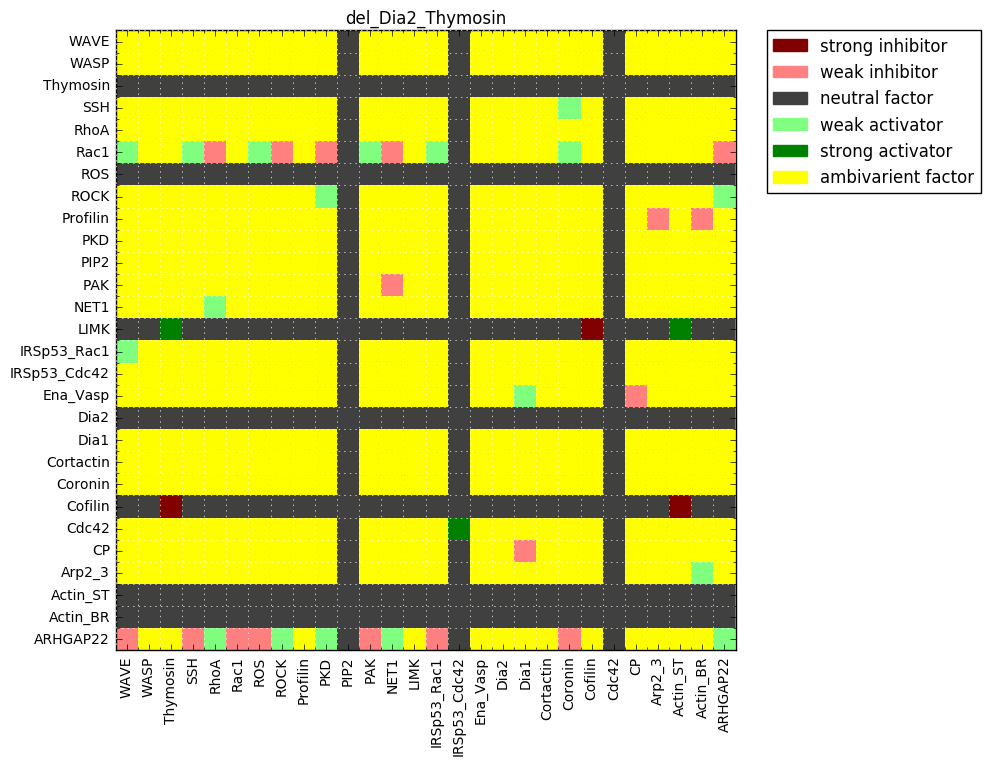 del_Dia2_Thymosin
WAVE
WASP
Thymosin
SSH
RhoA
Rac1
ROS
ROCK
Profilin
PKD
PIP2
PAK
NET1
LIMK
IRSp53_Rac1
IRSp53_Cdc42
Ena_Vasp
Dia2
Dia1
Cortactin
Coronin
Cofilin
Cdc42
CP
Arp2_3
Actin_ST
Actin_BR
ARHGAP22
WAVE
WASP
Thymosin
SSH
RhoA
Rac1
ROS
ROCK
Profilin
PKD
PIP2
PAK
NET1
LIMK
IRSp53_Rac1
IRSp53_Cdc42
Ena_Vasp
Dia2
Dia1
Cortactin
Coronin
Cofilin
Cdc42
CP
Arp2_3
Actin_ST
Actin_BR
ARHGAP22
strong inhibitor
weak inhibitor
neutral factor
weak activator
strong activator
ambivarient factor